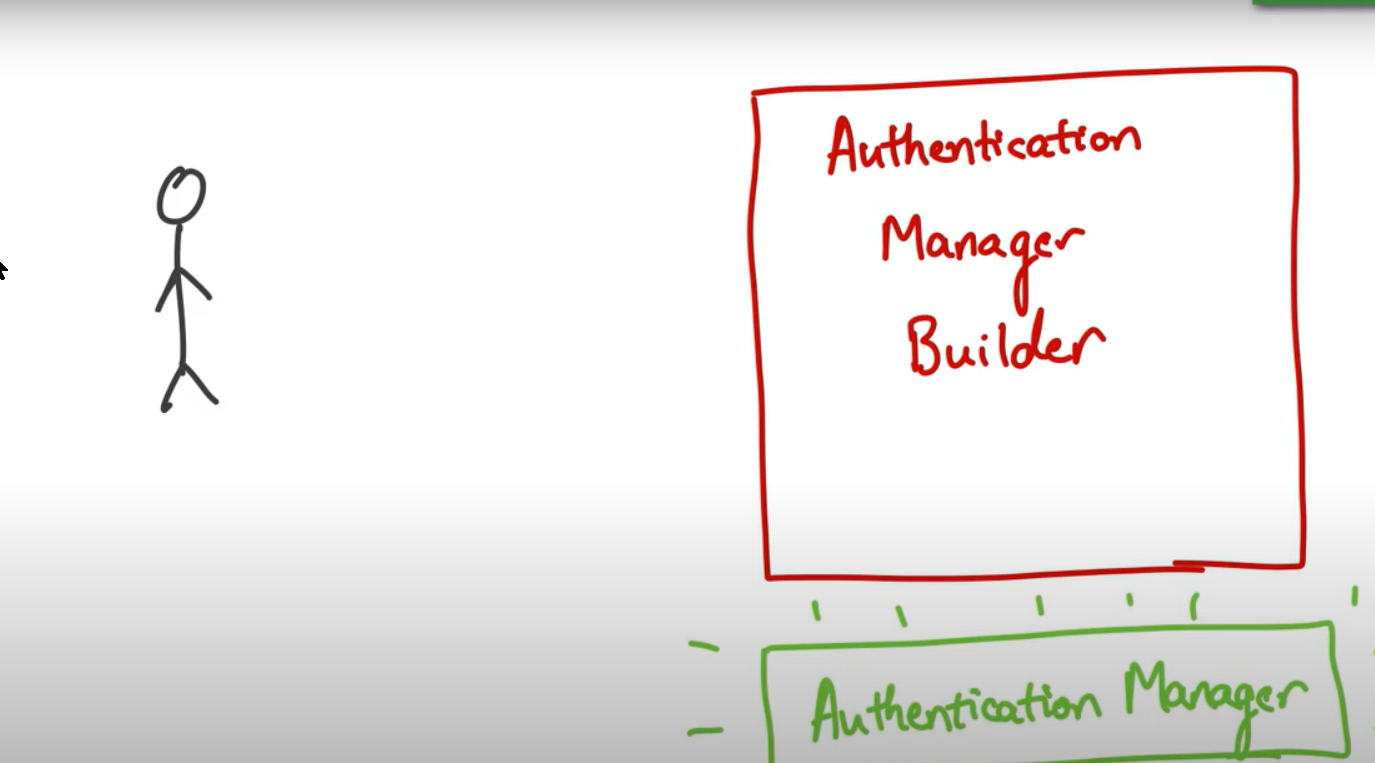 Authentication
Manager
Builder
Authentication Manager